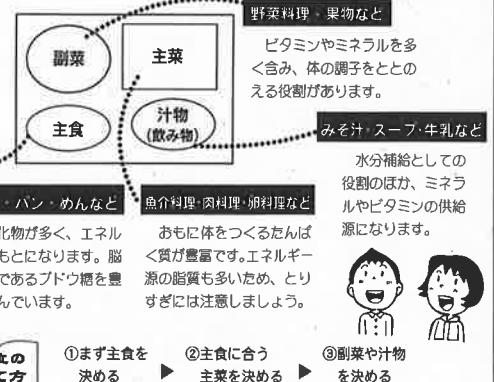 野菜料理・果物など
ビタミンやミネラルを多
く含み、体の調子をととの
える役割があります。
副菜
主菜
主食
汁物
(飲み物)
みそ汁・スープ・牛乳など
水分補給としての
役割のほか、ミネラ
ルやビタミンの供給
源になります。
・パン・めんなど
化物が多く、エネル
もとになります。脳
であるブドウ糖を豊
んでいます。
魚介料理・肉料理・卵料理など
おもに体をつくるたんぱ
く質が豊富です。エネルギー
源の脂質も多いため、とり
すぎには注意しましょう。
立の
て方
①まず主食を
決める
▶
②主食に合う
主菜を決める
▶
③副菜や汁物
を決める